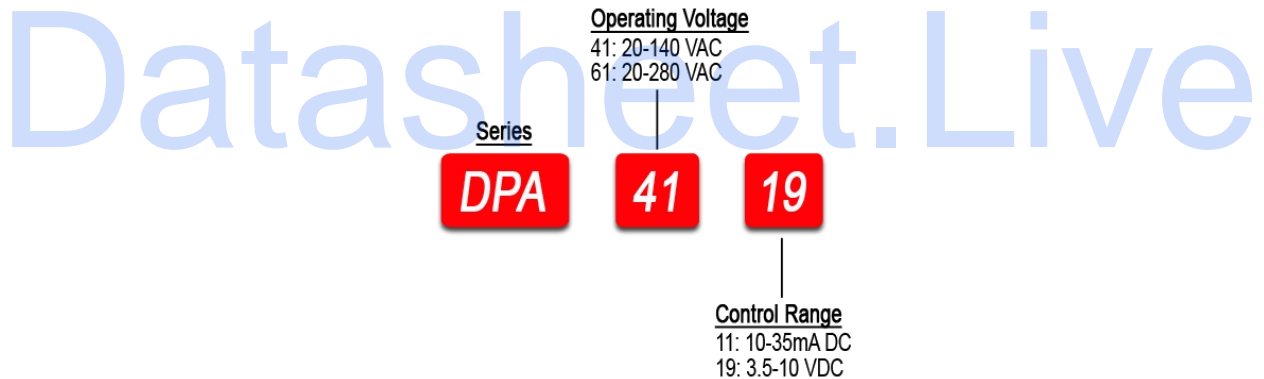 Datasheet.Live
Operating Voltage
41: 20-140 VAC
61: 20-280 VAC
Series
DPA 41 19
Control Range
11: 10-35mA DC
19: 3.5-10 VDC